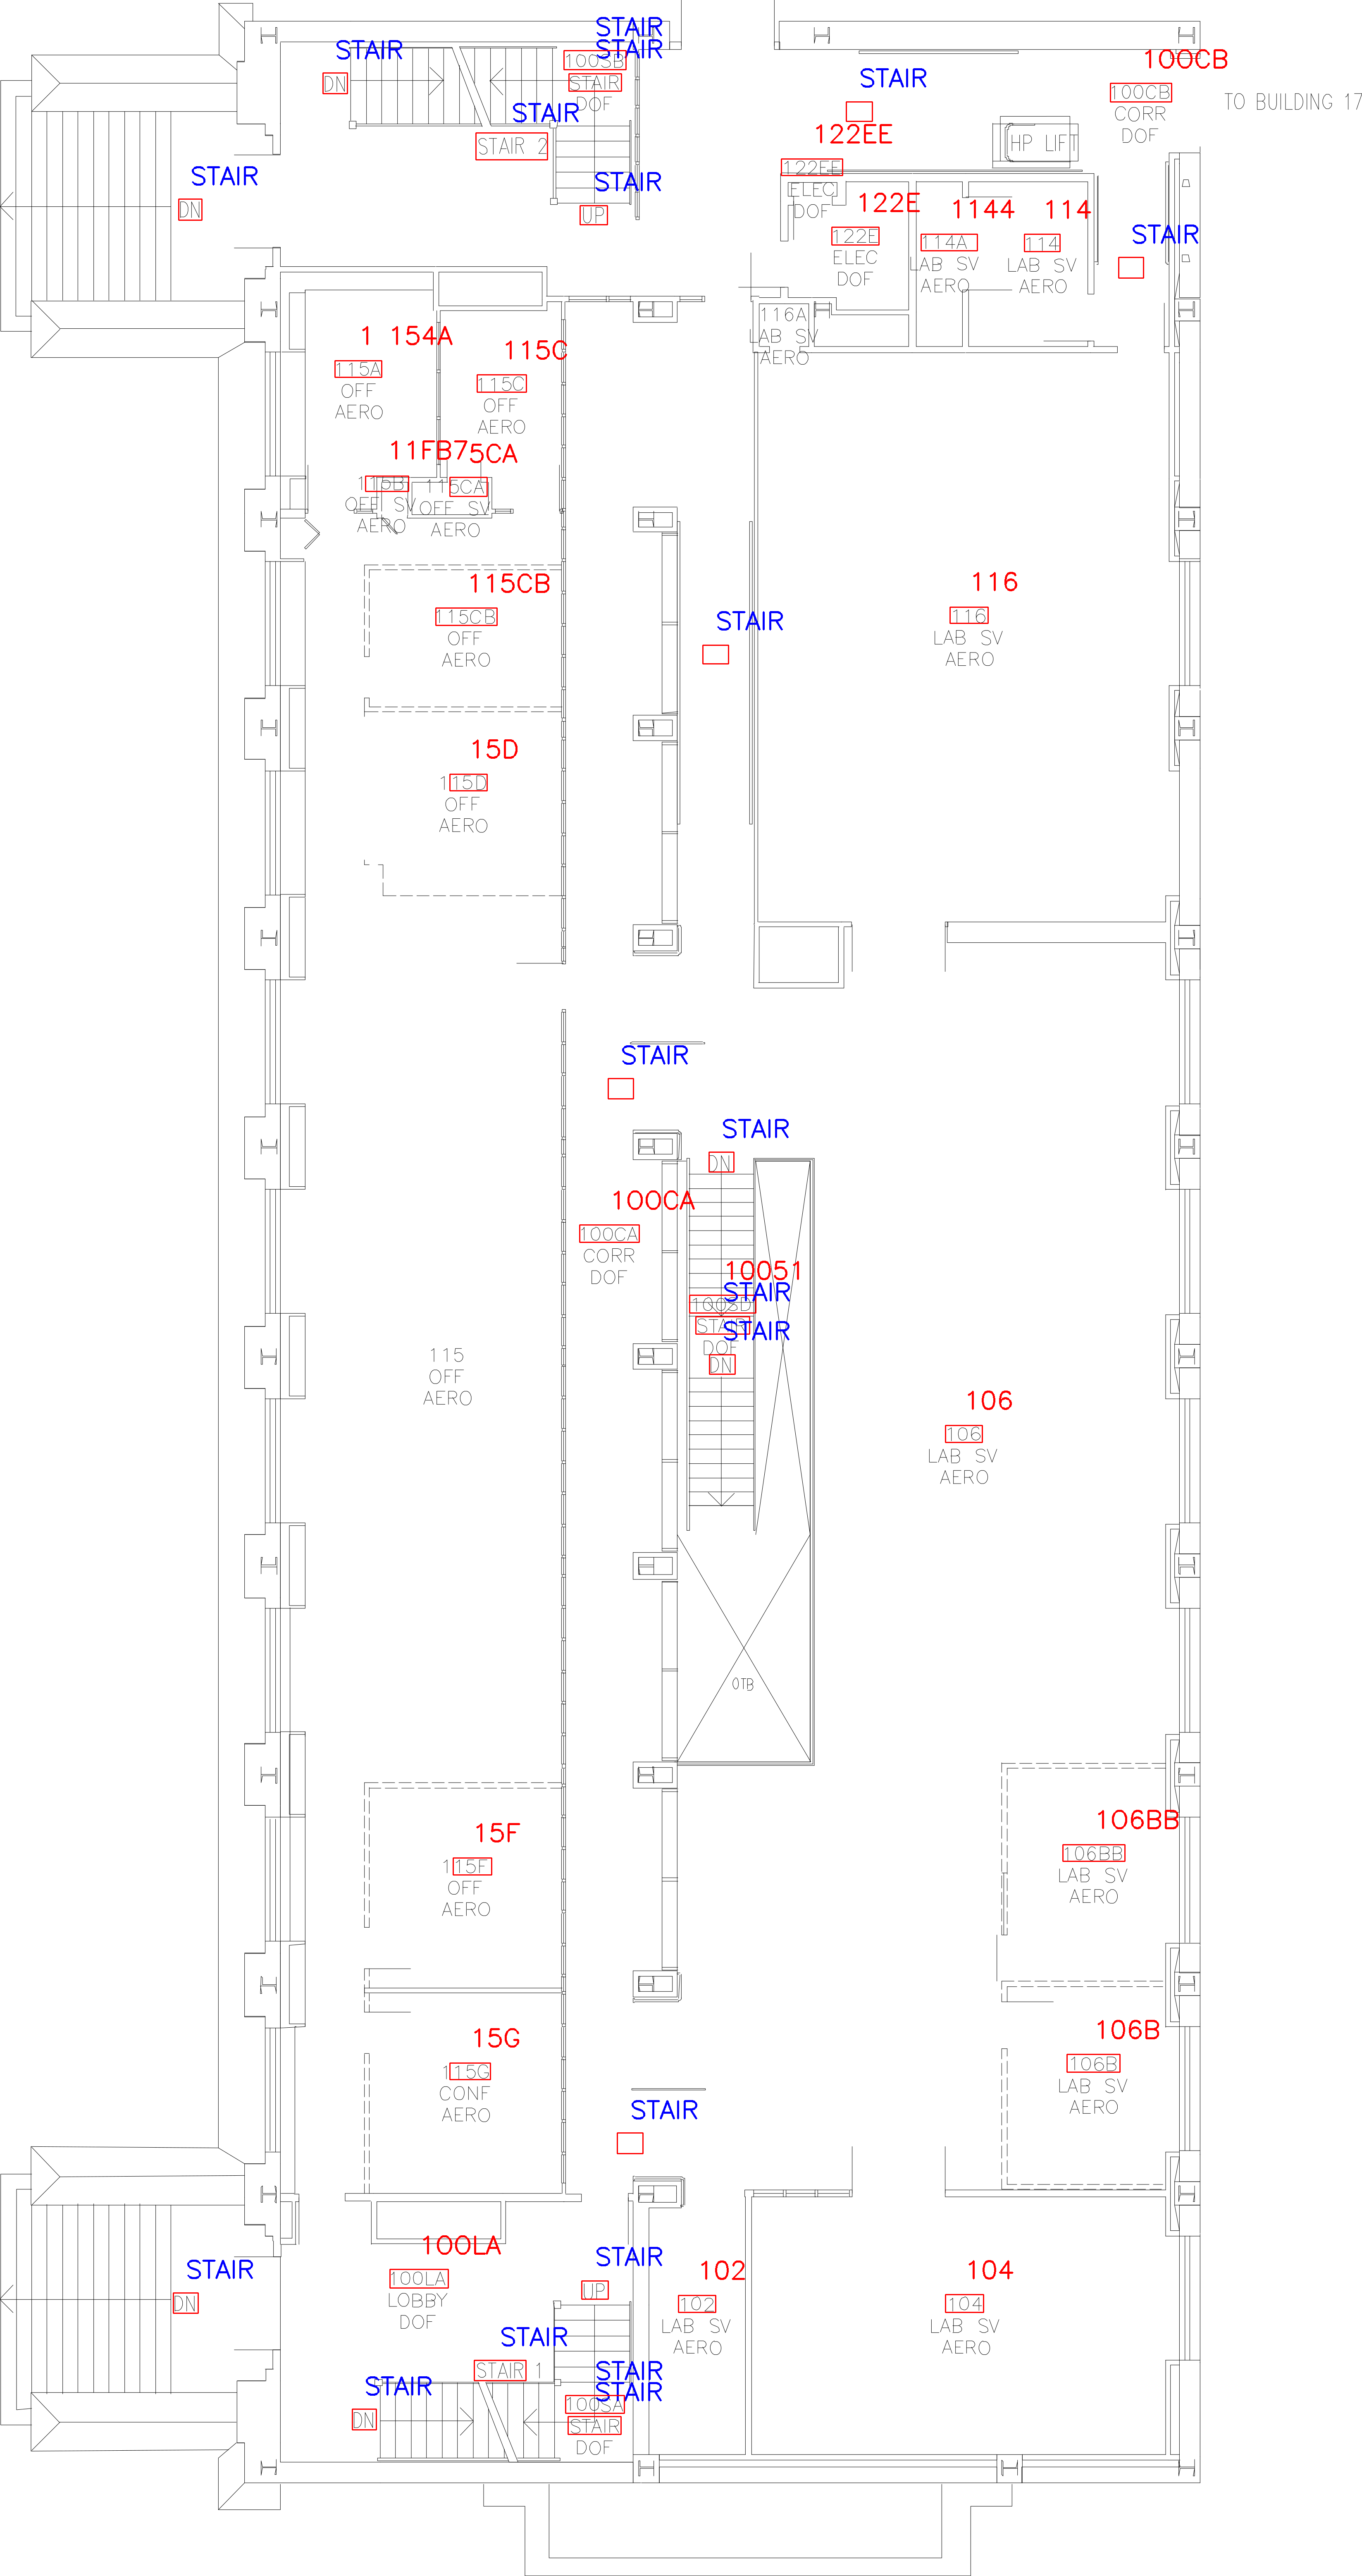 STAIR
STAIR
STAIR
100SB
STAIR
DOF
DN
STAIR
STAIR 2
STAIR
UP
STAIR
DN
STAIR
100CB
100CB
CORR
DOF
TO BUILDING 17
HP LIFT
122EE
122EE
ELEC
DOF
122E
122E
ELEC
DOF
1144
114A
LAB SV
AERO
114
114
LAB SV
AERO
STAIR
116A
LAB SV
AERO
1 154A
115A
OFF
AERO
115C
115C
OFF
AERO
11FB7
115B
OFF SV
AERO
5CA
115CA
OFF SV
AERO
115CB
115CB
OFF
AERO
116
116
LAB SV
AERO
STAIR
15D
115D
OFF
AERO
STAIR
STAIR
DN
100CA
100CA
CORR
DOF
10051
STAIR
100SD
STAIR
STAIR
DOF
DN
115
OFF
AERO
106
106
LAB SV
AERO
OTB
15F
115F
OFF
AERO
106BB
106BB
LAB SV
AERO
15G
115G
CONF
AERO
106B
106B
LAB SV
AERO
STAIR
100LA
100LA
LOBBY
DOF
STAIR
DN
STAIR
UP
102
102
LAB SV
AERO
104
104
LAB SV
AERO
STAIR
STAIR 1
STAIR
DN
STAIR
STAIR
100SA
STAIR
DOF